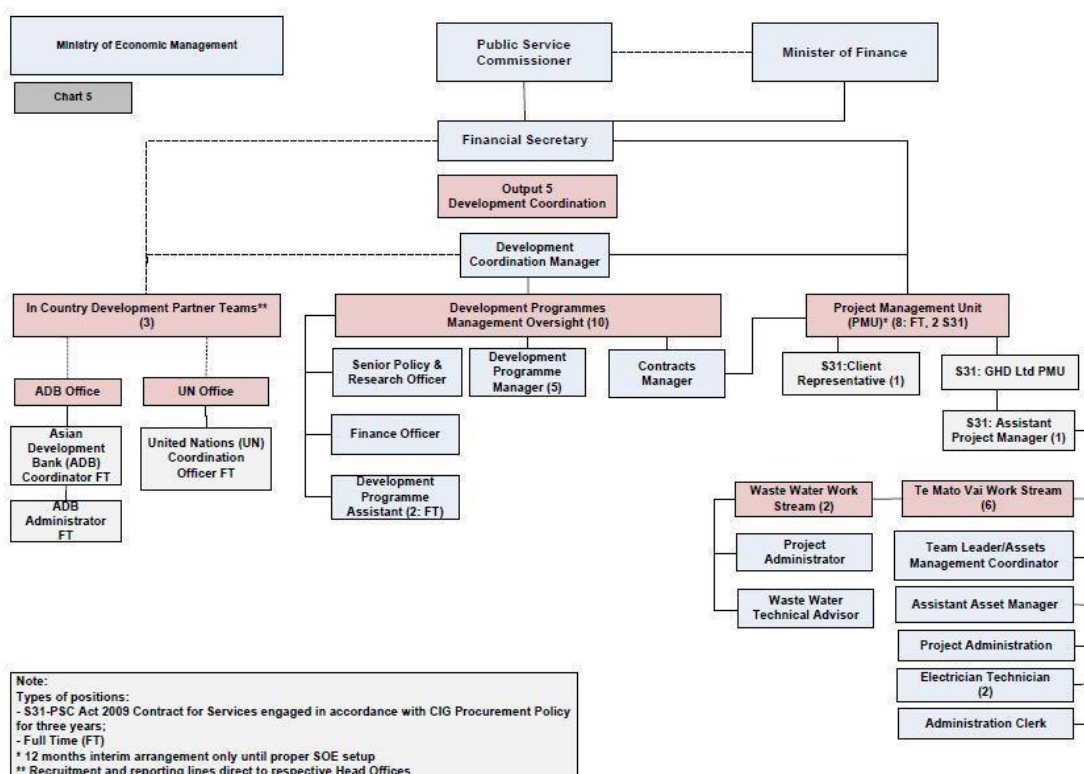 Ministry of Economic Management
Chart 5
Public Service
Commissioner
Minister of Finance
Financial Secretary
Output 5
Development Coordination
Development
Coordination Manager
In Country Development Partner Teams**
(3)
Development Programmes
Management Oversight (10)
Project Management Unit
(PMU)* (8: FT, 2 S31)
Senior Policy &
Research Officer
Development
Programme
Manager (5)
Contracts
Manager
S31:Client
Representative (1)
S31: GHD Ltd PMU
S31: Assistant
Project Manager (1)
ADB Office
UN Office
Asian
Development
Bank (ADB)
Coordinator FT
United Nations (UN)
Coordination
Officer FT
ADB
Administrator
FT
Finance Officer
Development
Programme
Assistant (2: FT)
Waste Water Work
Stream (2)
Te Mato Vai Work Stream
(6)
Project
Administrator
Waste Water
Technical Advisor
Team Leader/Assets
Management Coordinator
Assistant Asset Manager
Project Administration
Electrician Technician
(2)
Administration Clerk
Note:
Types of positions:
- S31-PSC Act 2009 Contract for Services engaged in accordance with CIG Procurement Policy
for three years;
- Full Time (FT)
* 12 months interim arrangement only until proper SOE setup
** Recruitment and reporting lines direct to respective Head Offices